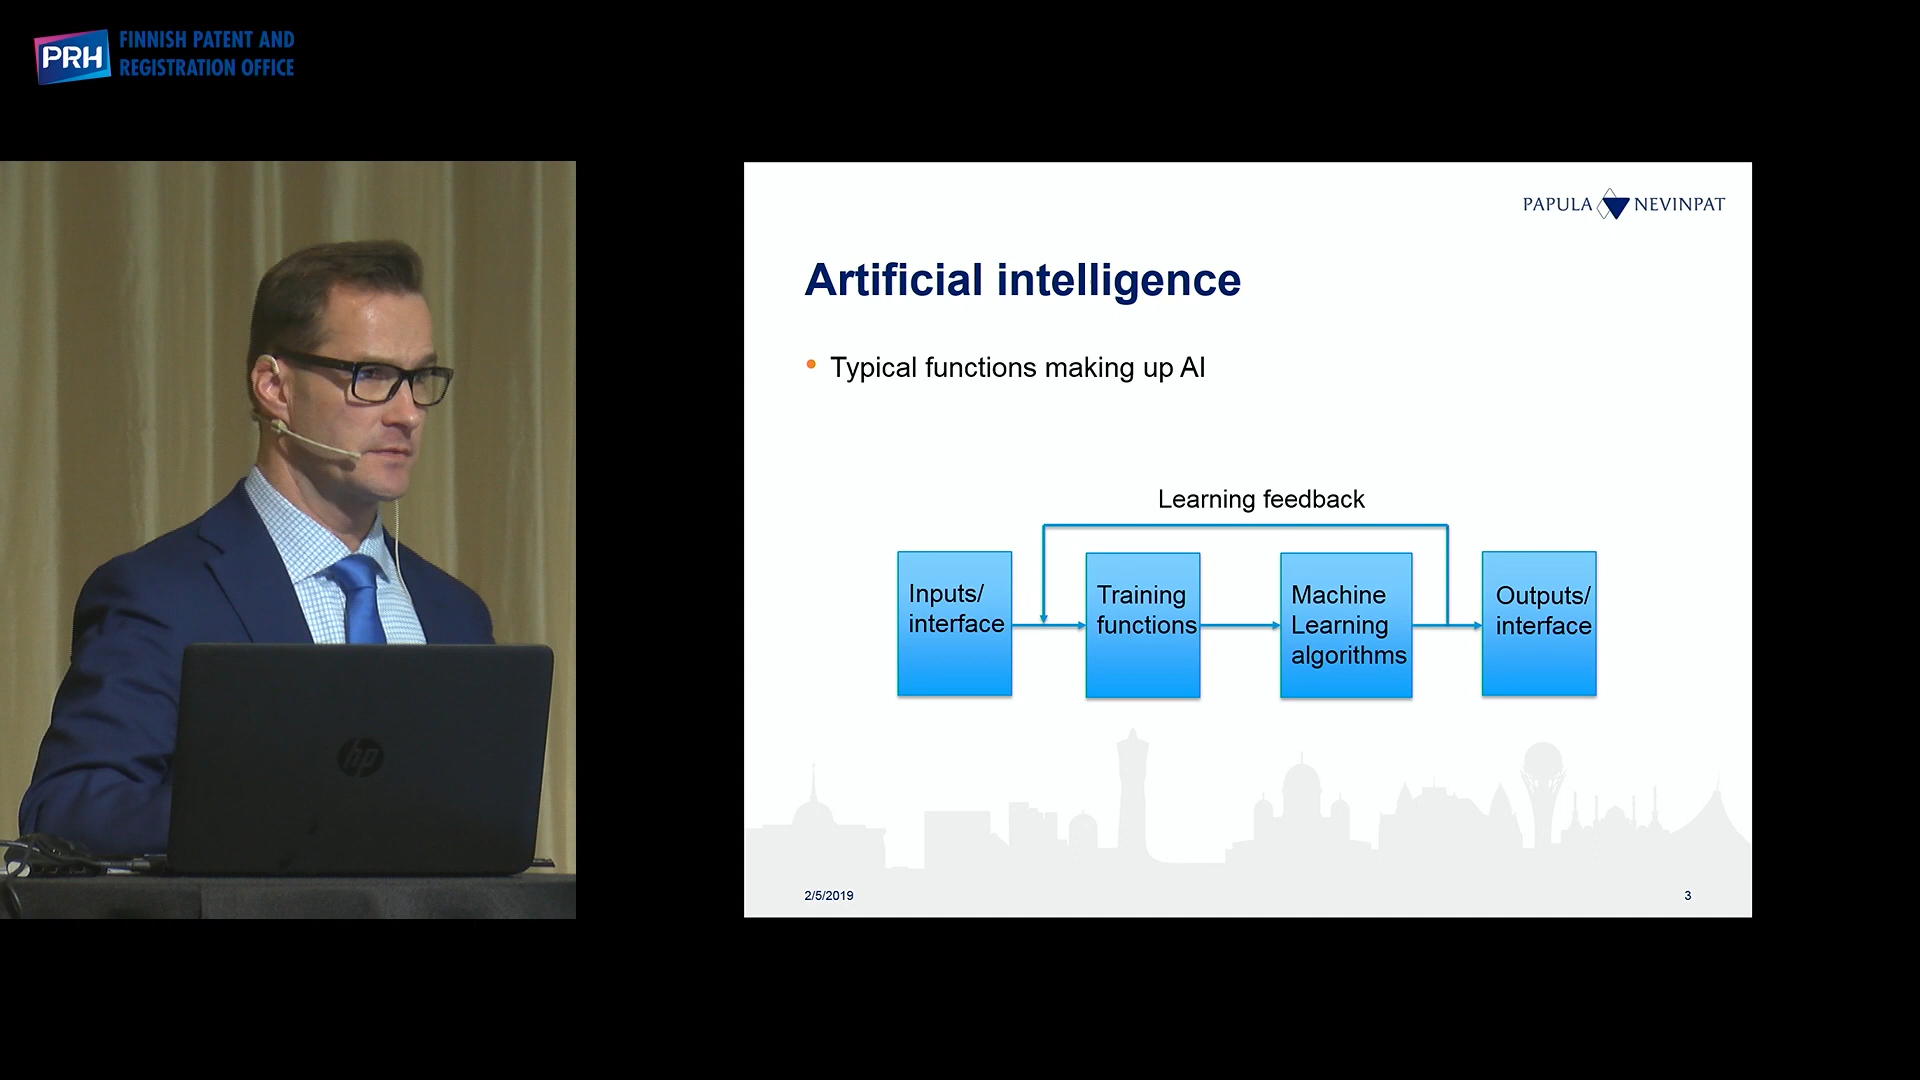 PRH
FINNISH PATENT AND
REGISTRATION OFFICE
hp
PAPULA NEVINPAT
Artificial intelligence
• Typical functions making up AI
Learning feedback
Inputs/
interface
Training
functions
Machine
Learning
algorithms
Outputs/
interface
2/5/2019
3